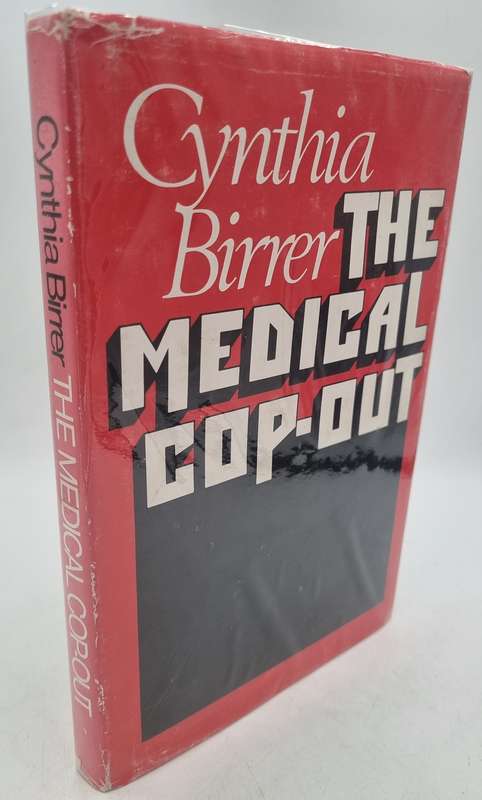 Cynthia
Birrer THE
MEDICAL
COP-OUT
Cynthia Birrer THE MEDICAL COP-OUT